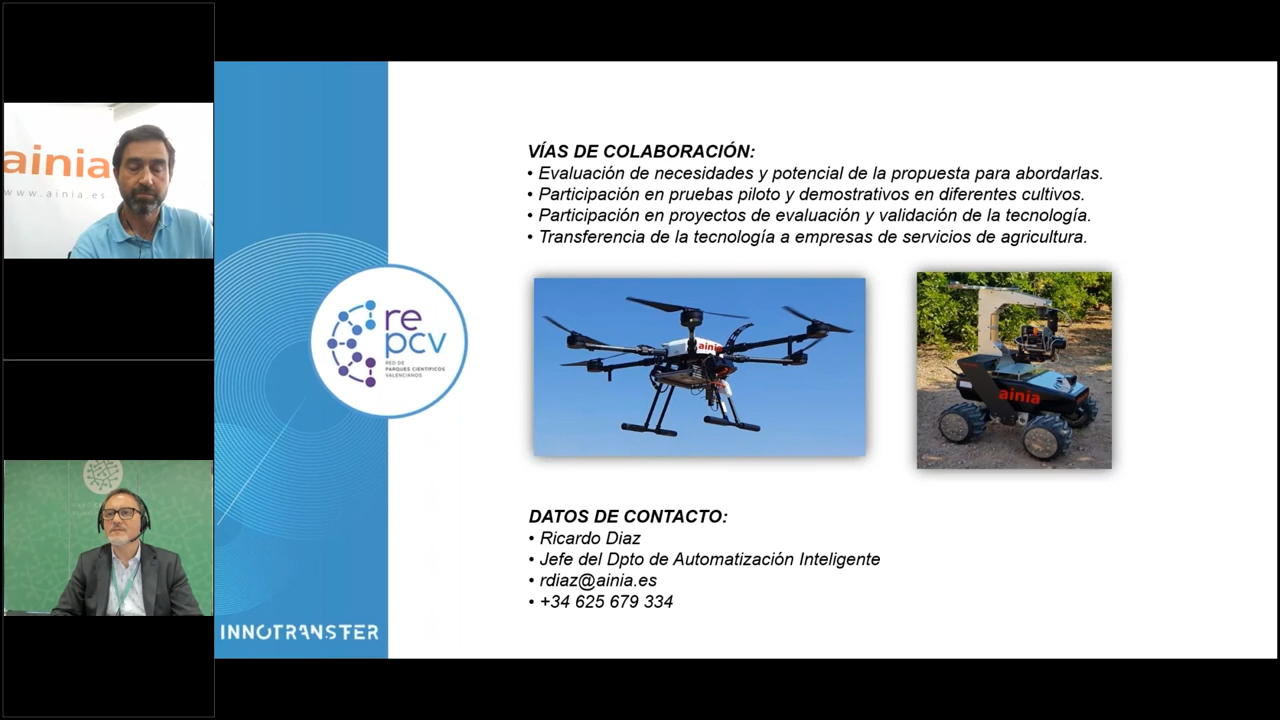 ainia
www.ainia.es
VÍAS DE COLABORACIÓN:
• Evaluación de necesidades y potencial de la propuesta para abordarlas.
• Participación en pruebas piloto y demostrativos en diferentes cultivos.
• Participación en proyectos de evaluación y validación de la tecnología.
• Transferencia de la tecnología a empresas de servicios de agricultura.
re
pcv
RED DE
PARQUES CIENTÍFICOS
VALENCIANOS
ainia
ainia
DATOS DE CONTACTO:
• Ricardo Diaz
• Jefe del Dpto de Automatización Inteligente
• rdiaz@ainia.es
• +34 625 679 334
INNOTRANSFER